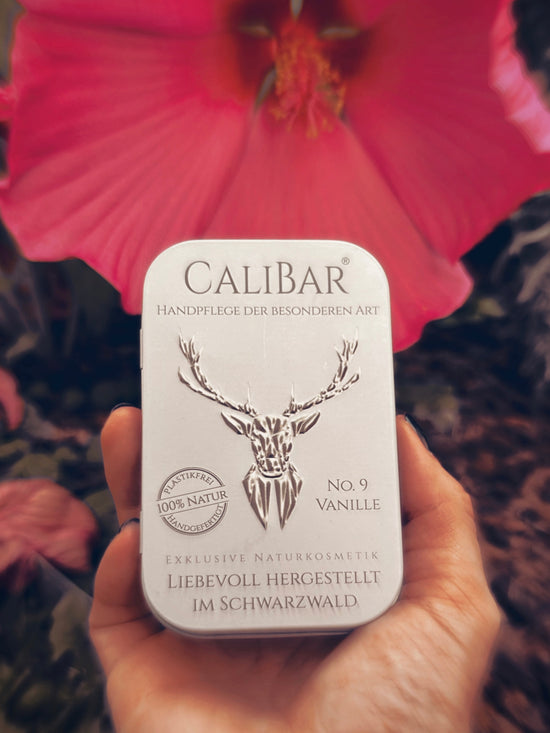 CALIBAR®
HANDPFLEGE DER BESONDEREN ART
PLASTIKFREI
100% NATUR
HANDGEFERTIGT
NO. 9
VANILLE
EXKLUSIVE NATURKOSMETIK
LIEBEVOLL HERGESTELLT
IM SCHWARZWALD